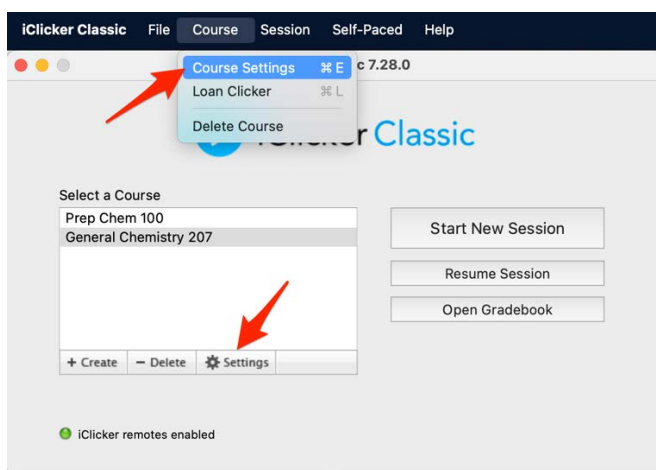 iClicker Classic File Course Session Self-Paced Help
Course Settings ⌘ E c 7.28.0
Loan Clicker ⌘ L
Delete Course
r Classic
Select a Course
Prep Chem 100
General Chemistry 207
Start New Session
Resume Session
Open Gradebook
+ Create − Delete Settings
iClicker remotes enabled